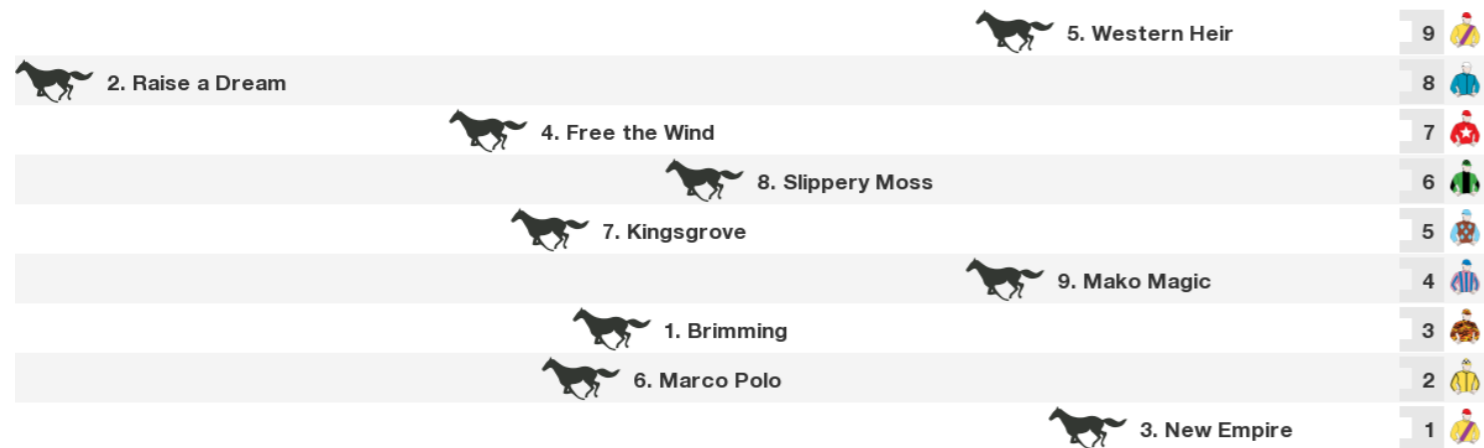 5. Western Heir 9
2. Raise a Dream 8
4. Free the Wind 7
8. Slippery Moss 6
7. Kingsgrove 5
9. Mako Magic 4
1. Brimming 3
6. Marco Polo 2
3. New Empire 1